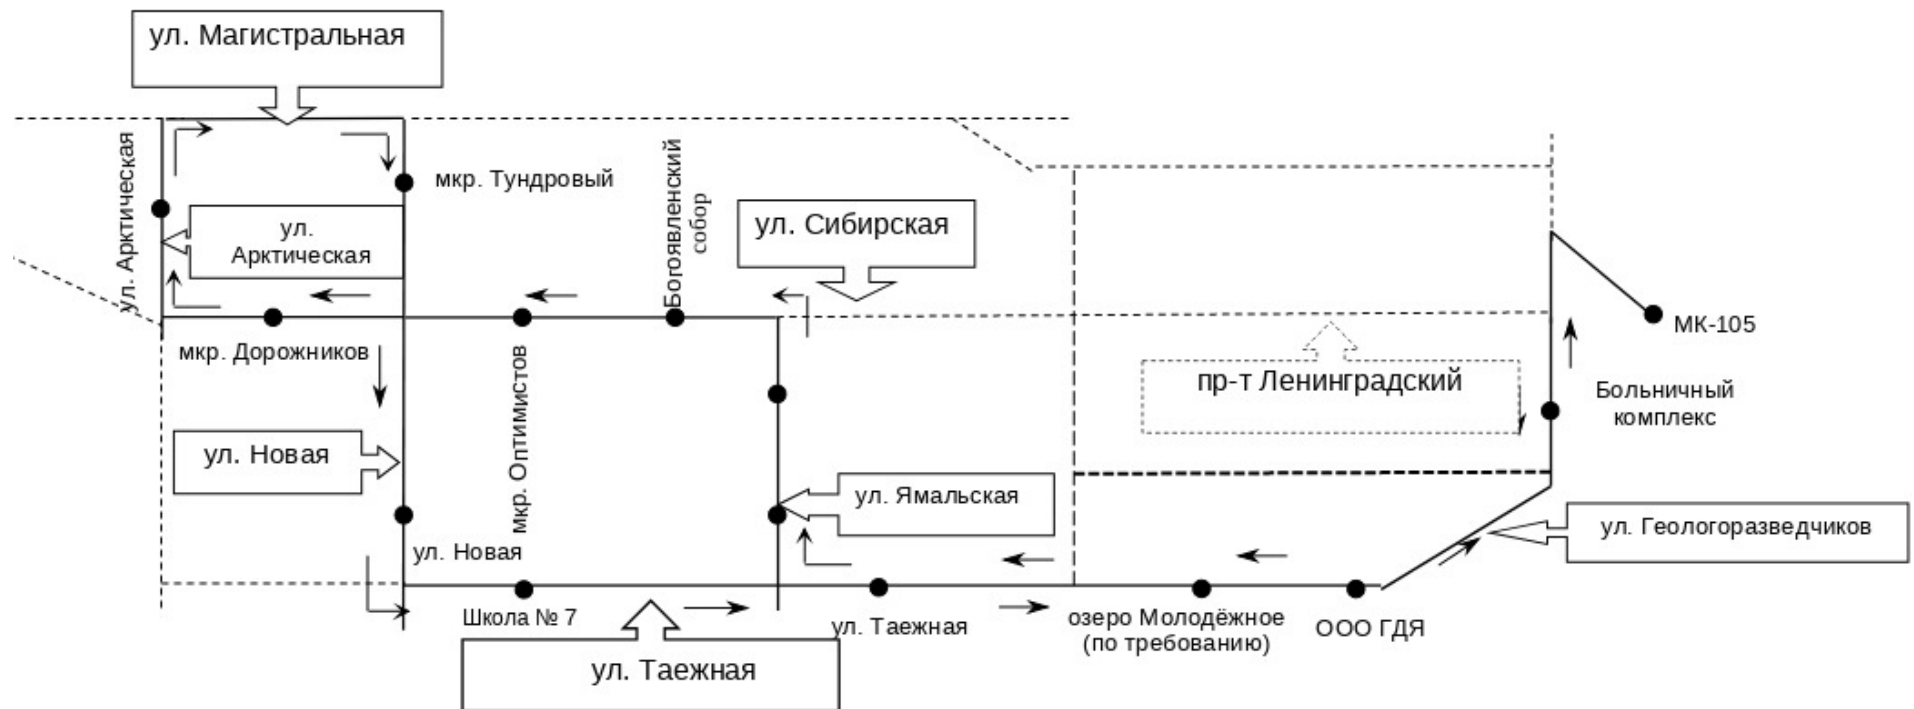 ул. Магистральная
ул. Арктическая
мкр. Тундровый
Богоявленский
собор
ул. Сибирская
ул.
Арктическая
МК-105
мкр. Дорожников
мкр. Оптимистов
пр-т Ленинградский
Больничный
комплекс
ул. Новая
ул. Ямальская
ул. Геологоразведчиков
ул. Новая
Школа № 7
ул. Таежная
озеро Молодёжное
(по требованию)
ООО ГДЯ
ул. Таежная